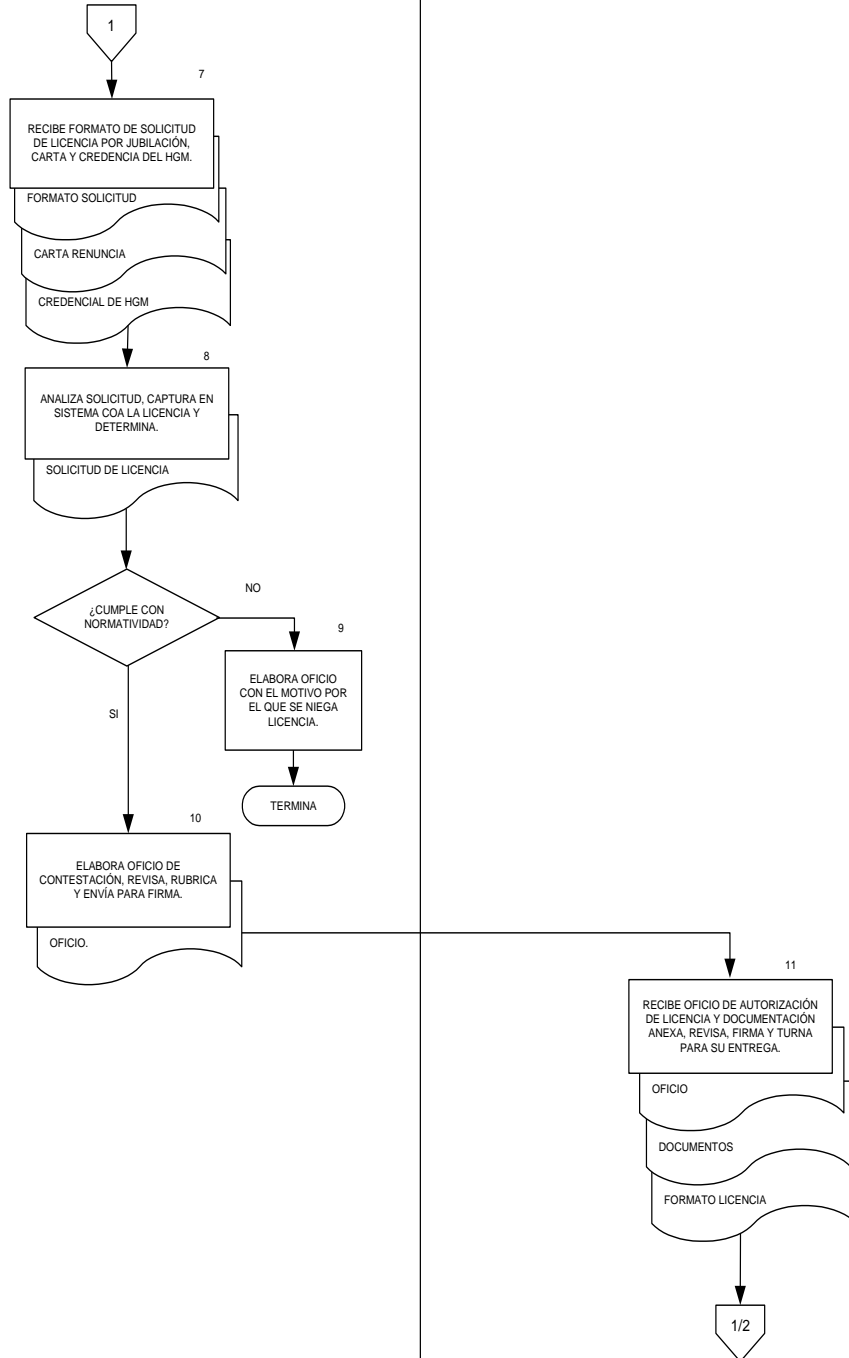 1
7
RECIBE FORMATO DE SOLICITUD
DE LICENCIA POR JUBILACIÓN,
CARTA Y CREDENCIA DEL HGM.
FORMATO SOLICITUD
CARTA RENUNCIA
CREDENCIAL DE HGM
8
ANALIZA SOLICITUD, CAPTURA EN
SISTEMA COA LA LICENCIA Y
DETERMINA.
SOLICITUD DE LICENCIA
¿CUMPLE CON
NORMATIVIDAD?
NO
9
ELABORA OFICIO
CON EL MOTIVO POR
EL QUE SE NIEGA
LICENCIA.
TERMINA
SI
10
ELABORA OFICIO DE
CONTESTACIÓN, REVISA, RUBRICA
Y ENVÍA PARA FIRMA.
OFICIO.
11
RECIBE OFICIO DE AUTORIZACIÓN
DE LICENCIA Y DOCUMENTACIÓN
ANEXA, REVISA, FIRMA Y TURNA
PARA SU ENTREGA.
OFICIO
DOCUMENTOS
FORMATO LICENCIA
1/2